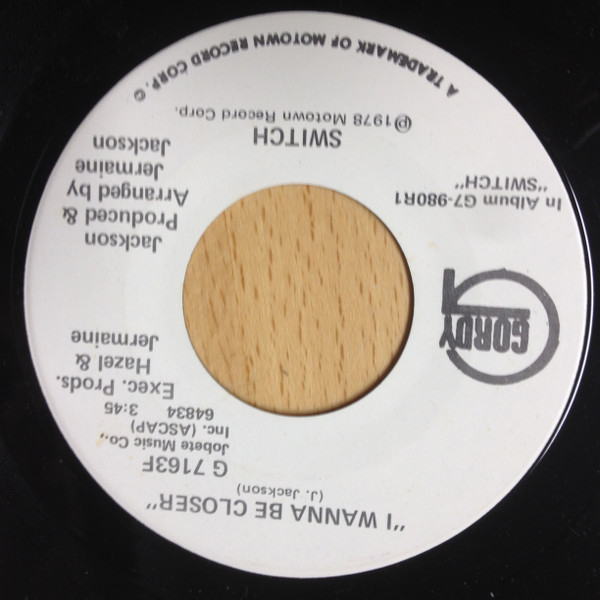 "I WANNA BE CLOSER"
(J. Jackson)
GORDY
G 7163F
Jobete Music Co.,
Inc. (ASCAP)
64834 3:45
Exec. Prods.
Hazel &
Jermaine
Jackson
In Album G7-980R1
"SWITCH"
Produced &
Arranged by
Jermaine
Jackson
SWITCH
℗1978 Motown Record Corp.
A TRADEMARK OF MOTOWN RECORD CORP. ©